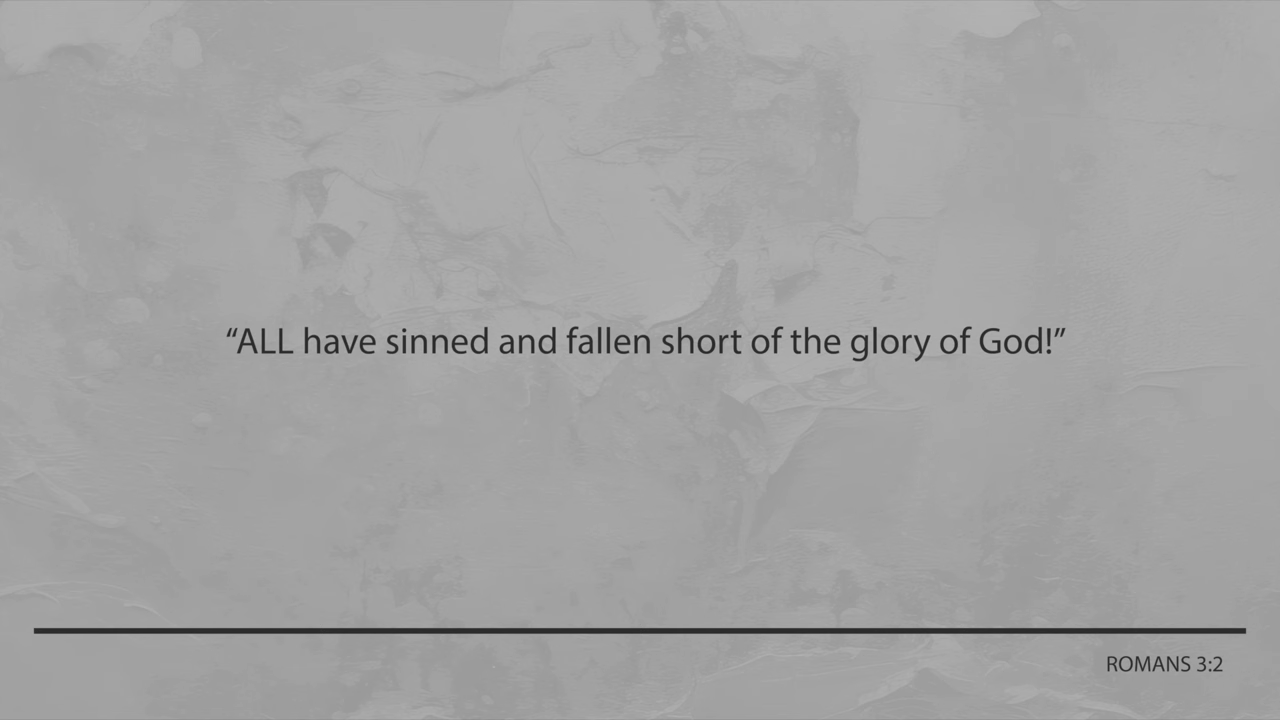 “ALL have sinned and fallen short of the glory of God!”
ROMANS 3:2